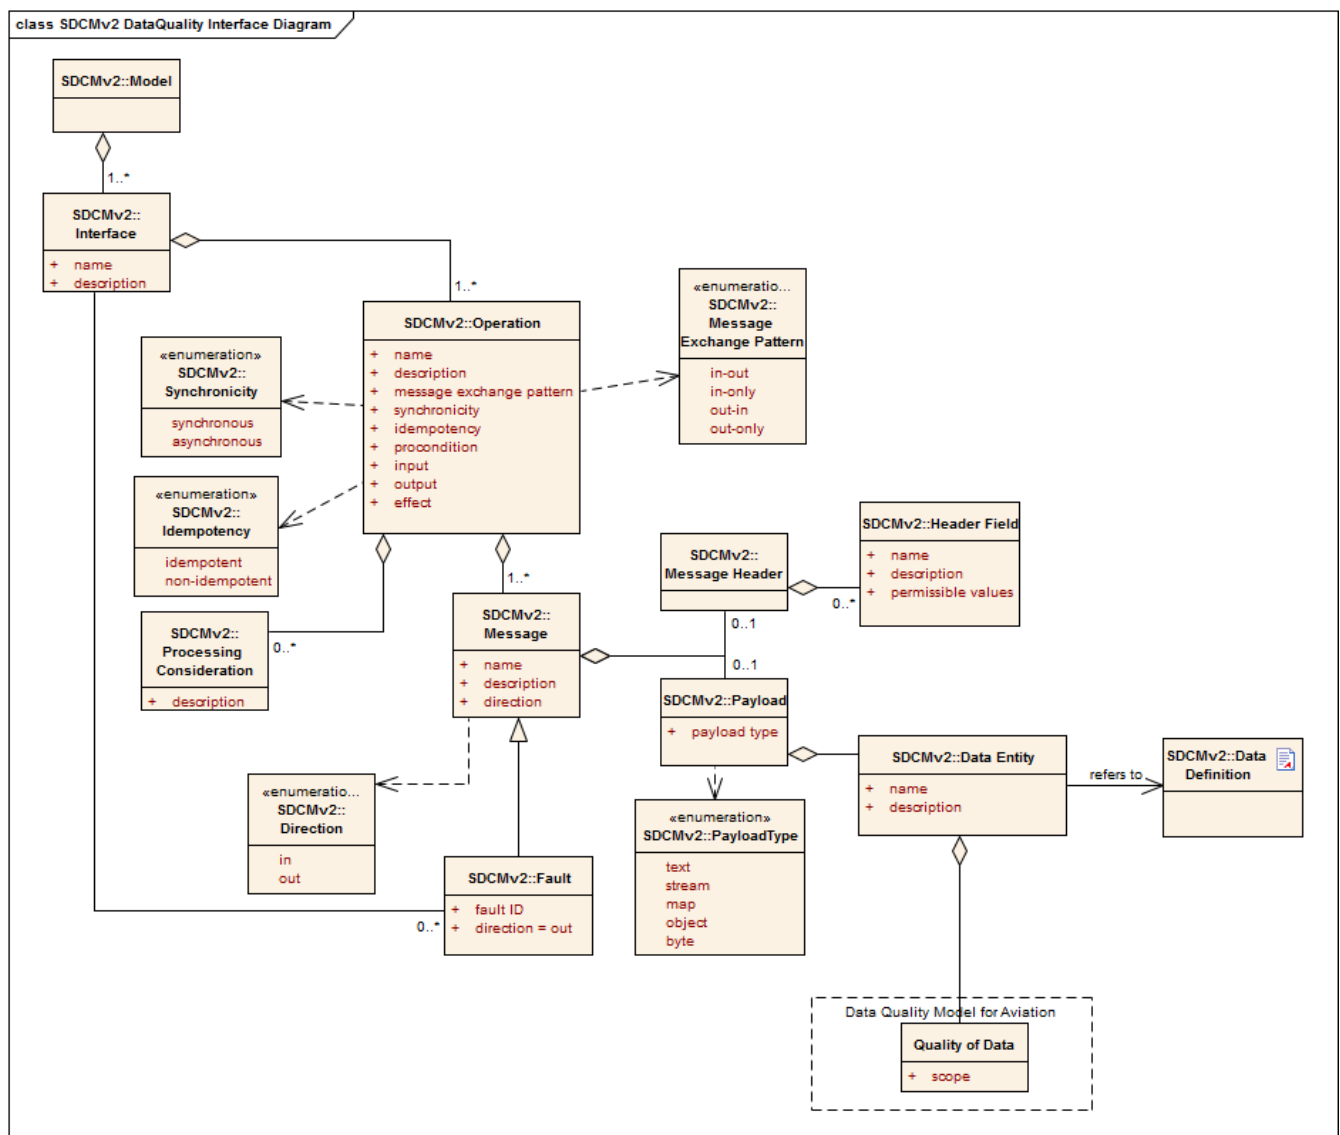 class SDCMv2 DataQuality Interface Diagram
SDCMv2::Model
1..*
SDCMv2::
Interface
+ name
+ description
1..*
SDCMv2::Operation
+ name
+ description
+ message exchange pattern
+ synchronicity
+ idempotency
+ procondition
+ input
+ output
+ effect
«enumeratio...
SDCMv2::
Message
Exchange Pattern
in-out
in-only
out-in
out-only
«enumeration»
SDCMv2::
Synchronicity
synchronous
asynchronous
«enumeration»
SDCMv2::
Idempotency
idempotent
non-idempotent
SDCMv2::
Processing
Consideration
+ description
0..*
1..*
SDCMv2::
Message
+ name
+ description
+ direction
SDCMv2::
Message Header
0..1
SDCMv2::Header Field
+ name
+ description
+ permissible values
0..*
0..1
SDCMv2::Payload
+ payload type
SDCMv2::Data Entity
+ name
+ description
refers to
SDCMv2::Data
Definition
«enumeratio...
SDCMv2::
Direction
in
out
«enumeration»
SDCMv2::PayloadType
text
stream
map
object
byte
SDCMv2::Fault
+ fault ID
+ direction = out
0..*
Data Quality Model for Aviation
Quality of Data
+ scope